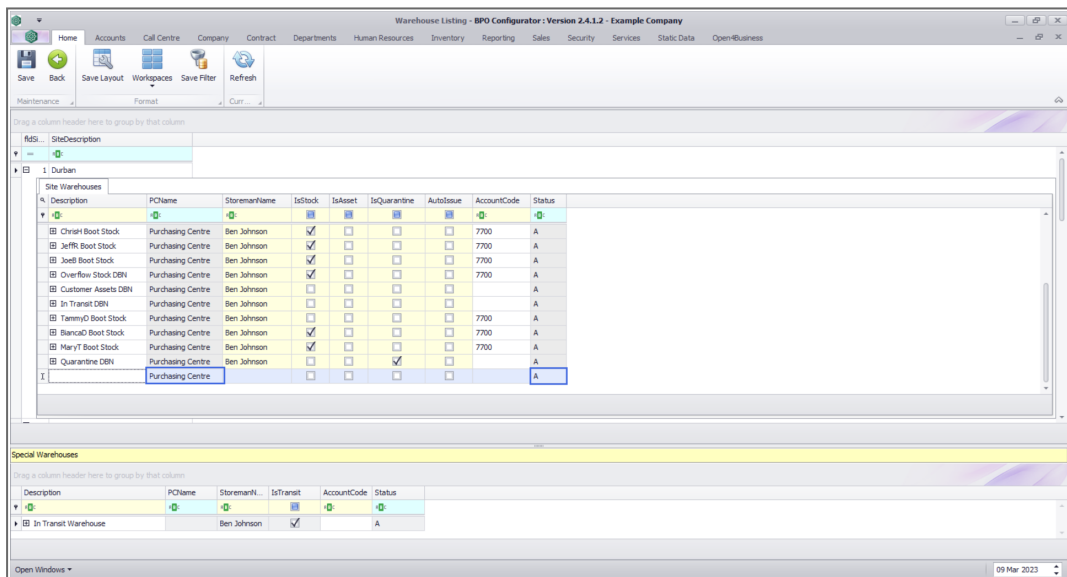 Warehouse Listing - BPO Configurator : Version 2.4.1.2 - Example Company
Home Accounts Call Centre Company Contract Departments Human Resources Inventory Reporting Sales Security Services Static Data Open4Business
Save Back Save Layout Workspaces Save Filter Refresh
Maintenance Format Curr...
Drag a column header here to group by that column
fldSi... SiteDescription
1 Durban
Site Warehouses
Description PCName StoremanName IsStock IsAsset IsQuarantine AutoIssue AccountCode Status
ChrisH Boot Stock Purchasing Centre Ben Johnson 7700 A
JeffR Boot Stock Purchasing Centre Ben Johnson 7700 A
JoeB Boot Stock Purchasing Centre Ben Johnson 7700 A
Overflow Stock DBN Purchasing Centre Ben Johnson 7700 A
Customer Assets DBN Purchasing Centre Ben Johnson A
In Transit DBN Purchasing Centre Ben Johnson A
TammyD Boot Stock Purchasing Centre Ben Johnson 7700 A
BiancaD Boot Stock Purchasing Centre Ben Johnson 7700 A
MaryT Boot Stock Purchasing Centre Ben Johnson 7700 A
Quarantine DBN Purchasing Centre Ben Johnson A
Purchasing Centre A
Special Warehouses
Drag a column header here to group by that column
Description PCName StoremanN... IsTransit AccountCode Status
In Transit Warehouse Ben Johnson A
Open Windows 09 Mar 2023